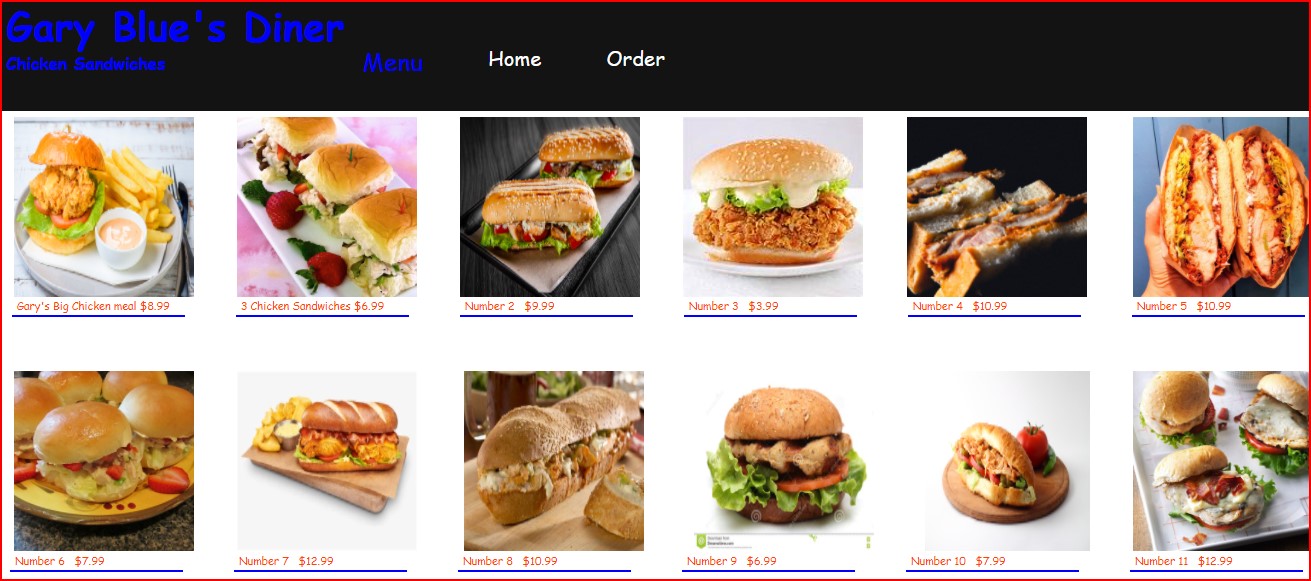 Gary Blue's Diner
Chicken Sandwiches
Menu Home Order
Gary's Big Chicken meal $8.99
3 Chicken Sandwiches $6.99
Number 2 $9.99
Number 3 $3.99
Number 4 $10.99
Number 5 $10.99
Number 6 $7.99
Number 7 $12.99
Number 8 $10.99
Number 9 $6.99
Number 10 $7.99
Number 11 $12.99